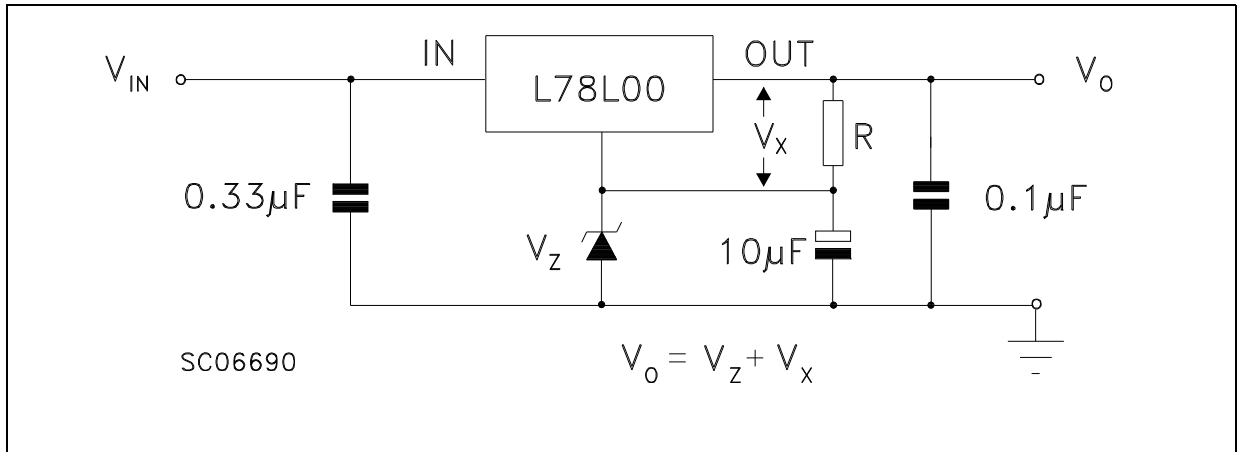 V_IN
IN
L78L00
OUT
V_O
V_X
R
0.33µF
V_Z
10µF
0.1µF
SC06690
V_O = V_Z + V_X